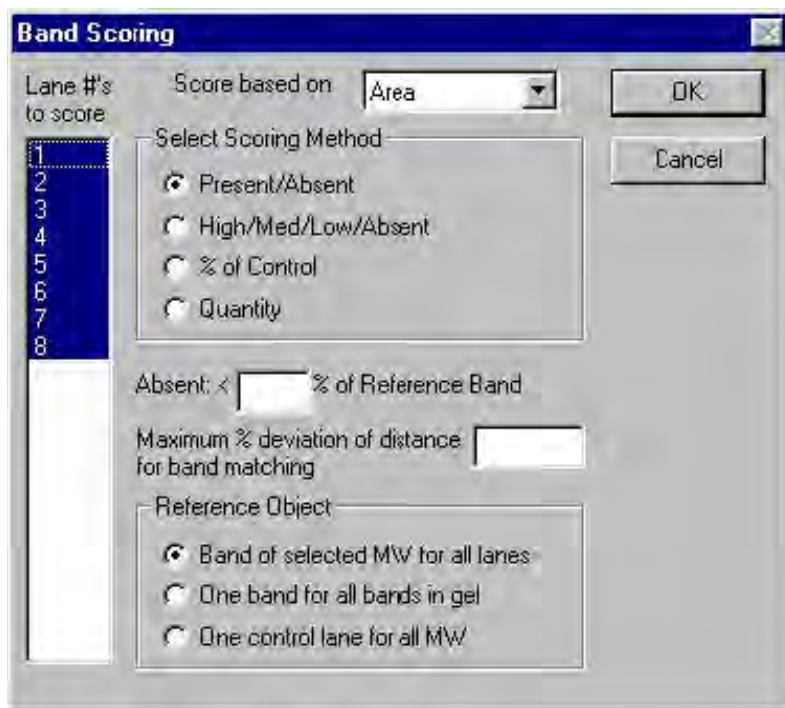 Band Scoring
Lane #'s
to score
1
2
3
4
5
6
7
8
Score based on
Area
OK
Cancel
Select Scoring Method
Present/Absent
High/Med/Low/Absent
% of Control
Quantity
Absent: < % of Reference Band
Maximum % deviation of distance
for band matching
Reference Object
Band of selected MW for all lanes
One band for all bands in gel
One control lane for all MW